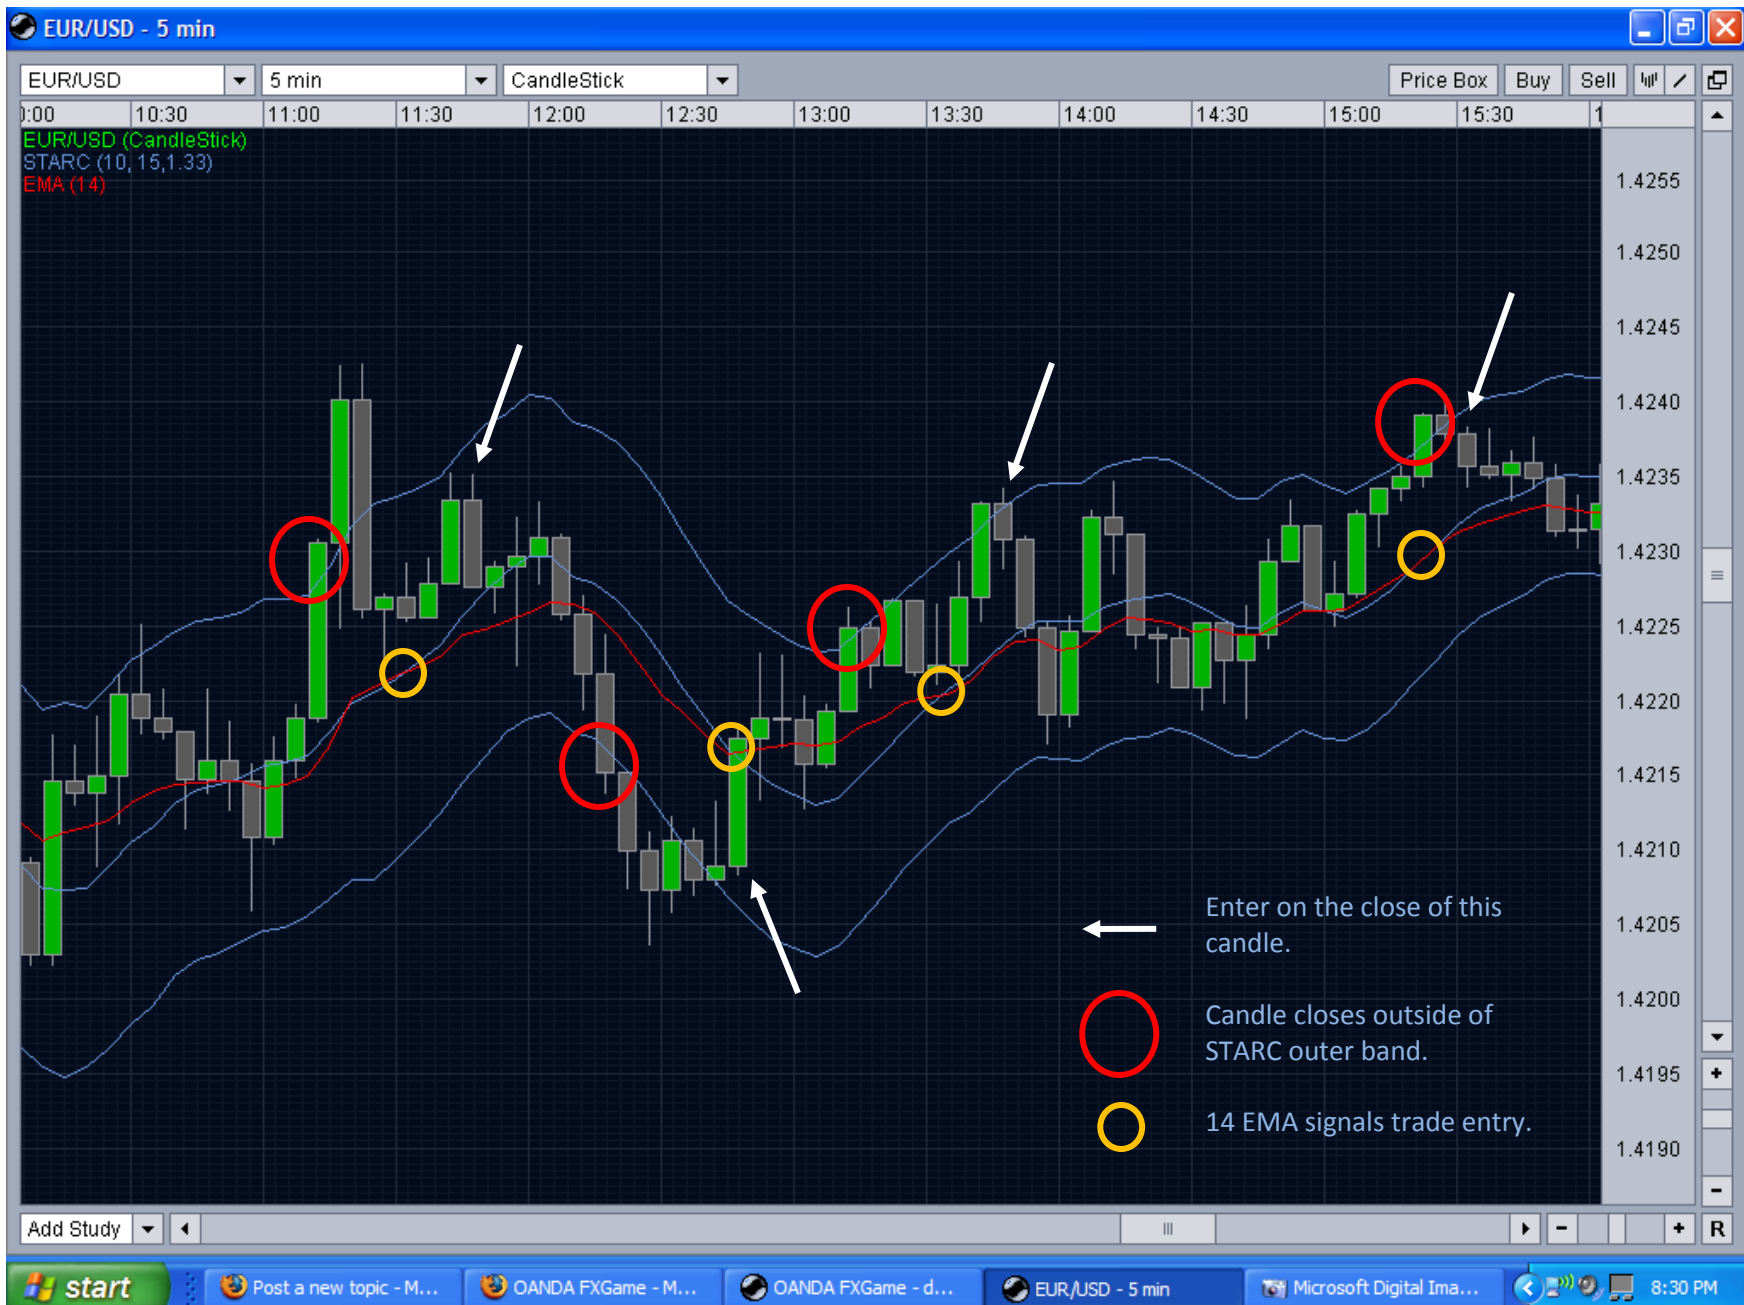 EUR/USD - 5 min
EUR/USD 5 min CandleStick Price Box Buy Sell
):00 10:30 11:00 11:30 12:00 12:30 13:00 13:30 14:00 14:30 15:00 15:30 1
EUR/USD (CandleStick)
STARC (10, 15,1.33)
EMA (14)
1.4255
1.4250
1.4245
1.4240
1.4235
1.4230
1.4225
1.4220
1.4215
1.4210
1.4205
1.4200
1.4195
1.4190
Enter on the close of this
candle.
Candle closes outside of
STARC outer band.
14 EMA signals trade entry.
Add Study R
start Post a new topic - M... OANDA FXGame - M... OANDA FXGame - d... EUR/USD - 5 min Microsoft Digital Ima... 8:30 PM